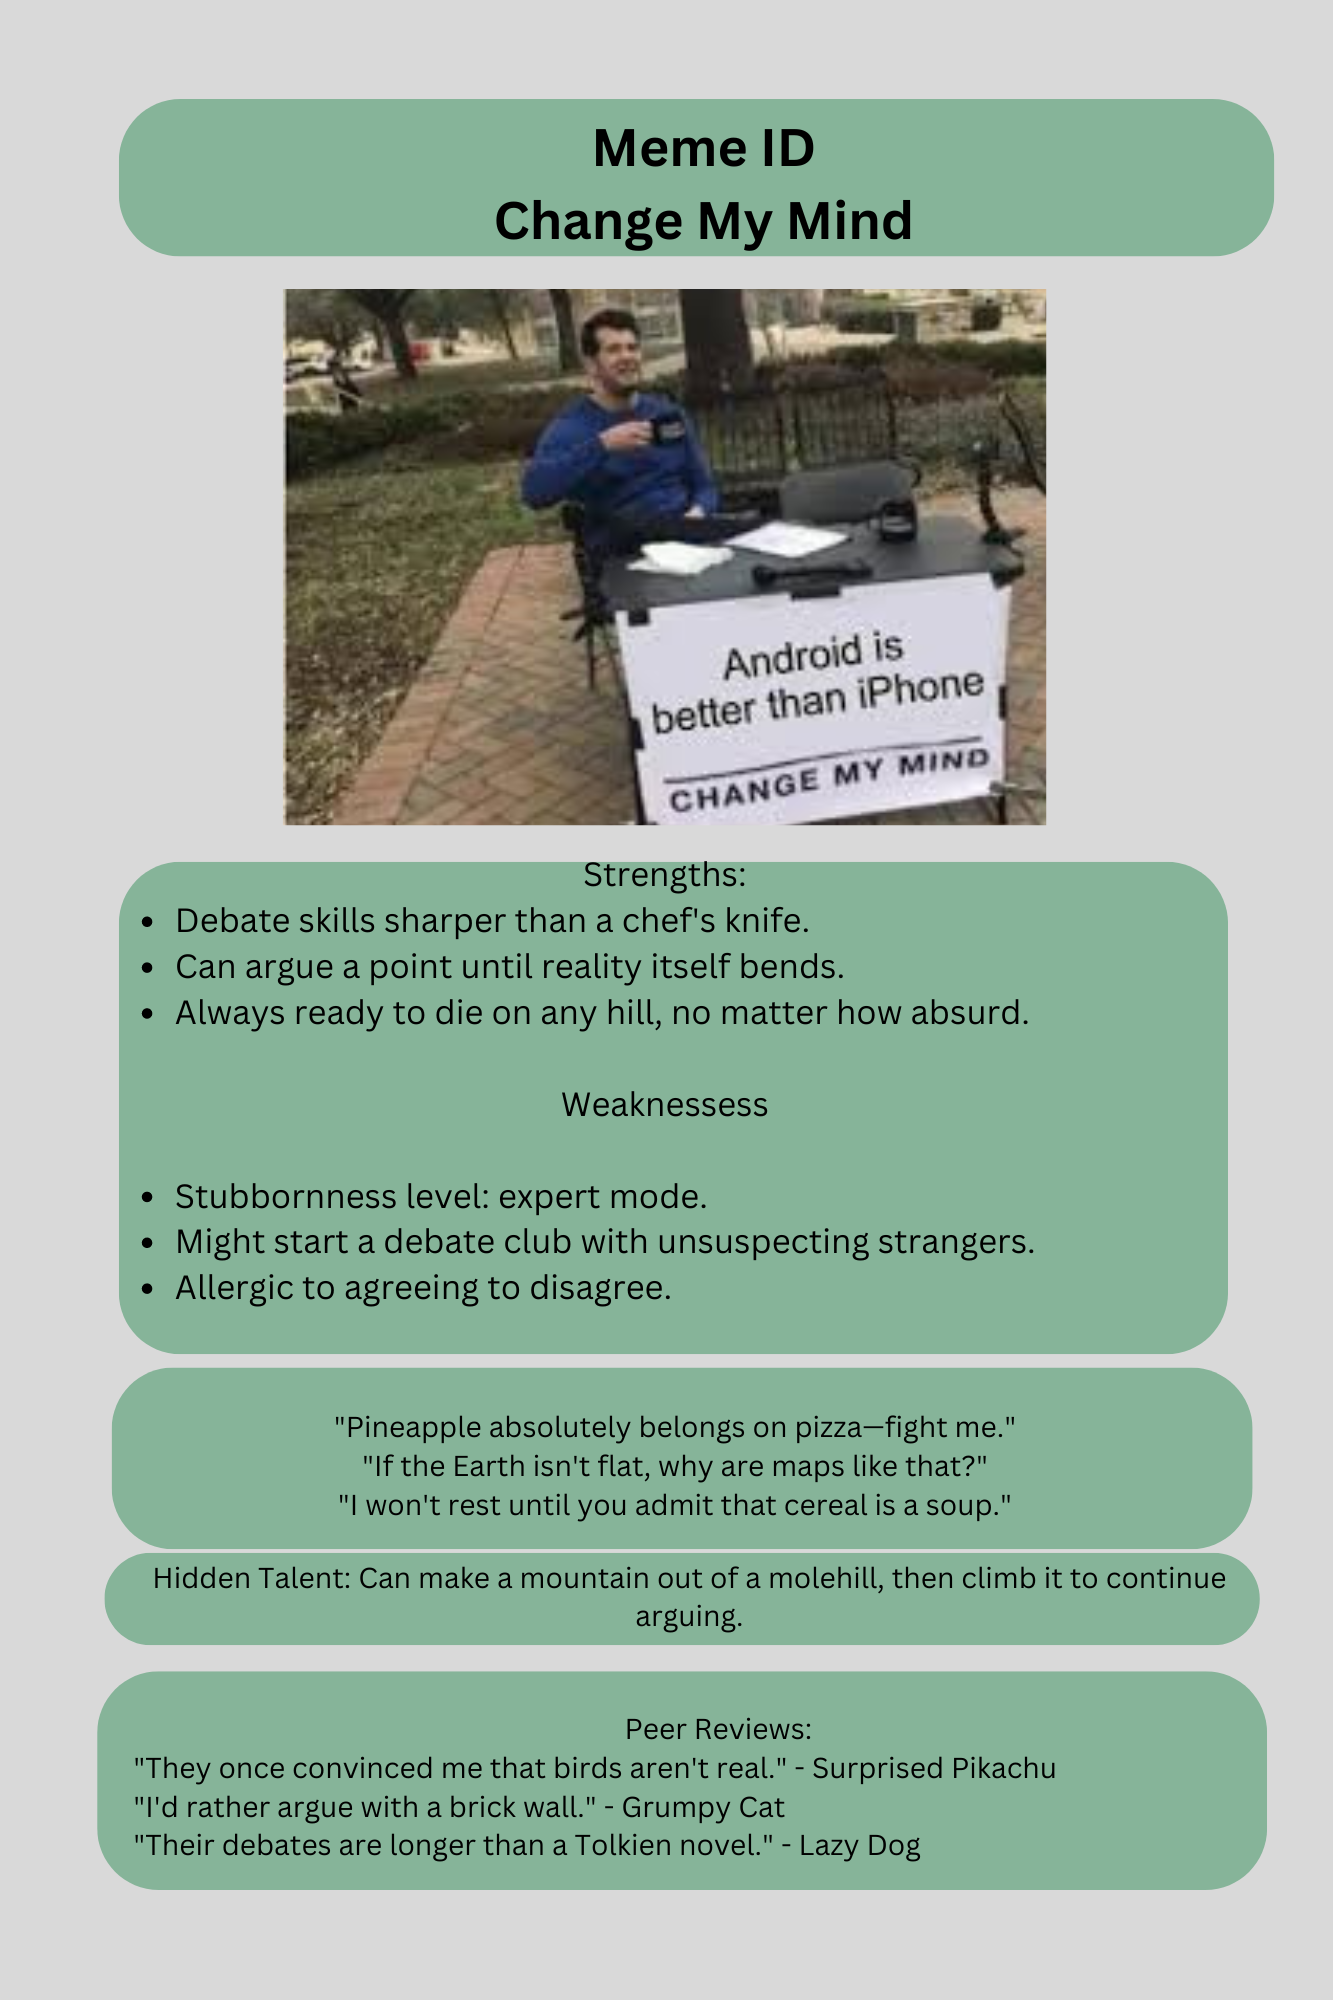 Meme ID
Change My Mind
Android is
better than iPhone
CHANGE MY MIND
Strengths:
• Debate skills sharper than a chef's knife.
• Can argue a point until reality itself bends.
• Always ready to die on any hill, no matter how absurd.
Weaknessess
• Stubbornness level: expert mode.
• Might start a debate club with unsuspecting strangers.
• Allergic to agreeing to disagree.
"Pineapple absolutely belongs on pizza—fight me."
"If the Earth isn't flat, why are maps like that?"
"I won't rest until you admit that cereal is a soup."
Hidden Talent: Can make a mountain out of a molehill, then climb it to continue
arguing.
Peer Reviews:
"They once convinced me that birds aren't real." - Surprised Pikachu
"I'd rather argue with a brick wall." - Grumpy Cat
"Their debates are longer than a Tolkien novel." - Lazy Dog